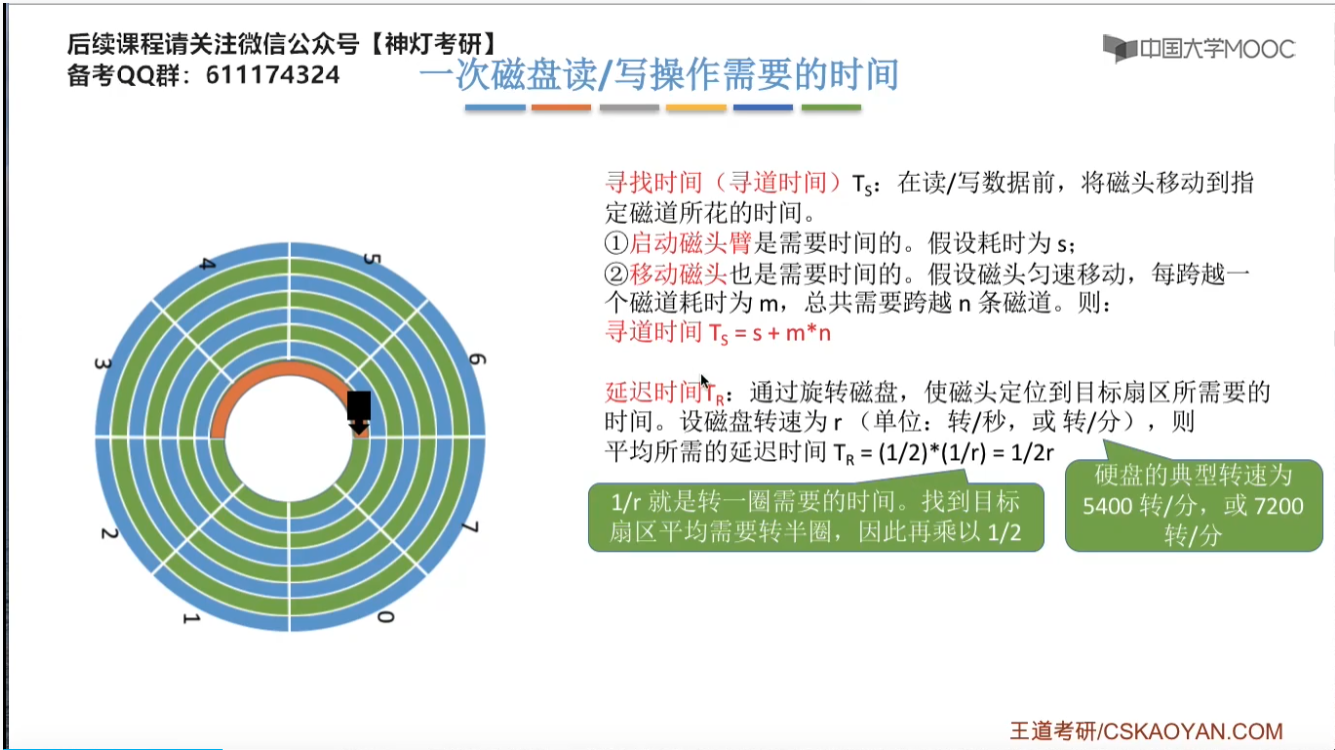 后续课程请关注微信公众号【神灯考研】
备考QQ群：611174324
中国大学MOOC
一次磁盘读/写操作需要的时间
寻找时间（寻道时间）TS：在读/写数据前，将磁头移动到指
定磁道所花的时间。
①启动磁头臂是需要时间的。假设耗时为 s；
②移动磁头也是需要时间的。假设磁头匀速移动，每跨越一
个磁道耗时为 m，总共需要跨越 n 条磁道。则：
寻道时间 TS = s + m*n
延迟时间TR：通过旋转磁盘，使磁头定位到目标扇区所需要的
时间。设磁盘转速为 r （单位：转/秒，或 转/分），则
平均所需的延迟时间 TR = (1/2)*(1/r) = 1/2r
1/r 就是转一圈需要的时间。找到目标
扇区平均需要转半圈，因此再乘以 1/2
硬盘的典型转速为
5400 转/分，或 7200
转/分
4
5
3
6
2
7
1
0
王道考研/CSKAOYAN.COM